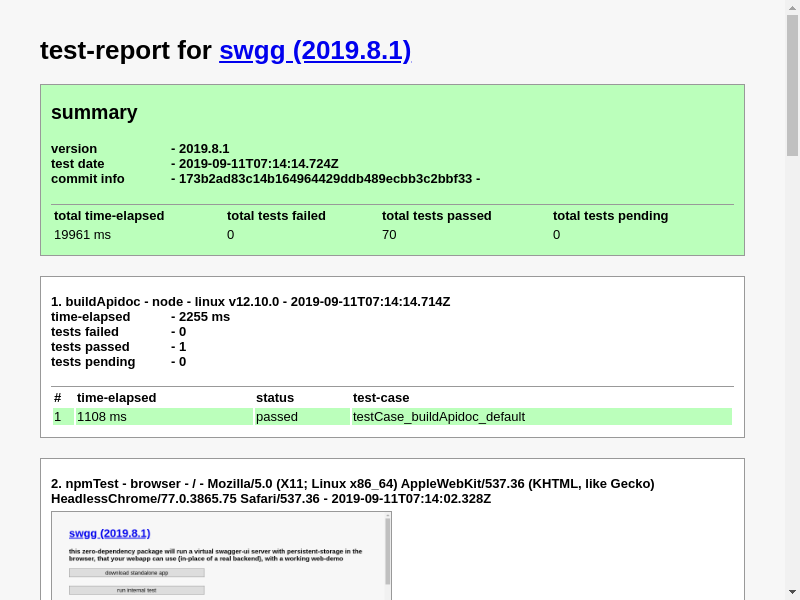 test-report for swgg (2019.8.1)
summary
version - 2019.8.1
test date - 2019-09-11T07:14:14.724Z
commit info - 173b2ad83c14b164964429ddb489ecbb3c2bbf33 -
total time-elapsed total tests failed total tests passed total tests pending
19961 ms 0 70 0
1. buildApidoc - node - linux v12.10.0 - 2019-09-11T07:14:14.714Z
time-elapsed - 2255 ms
tests failed - 0
tests passed - 1
tests pending - 0
# time-elapsed status test-case
1 1108 ms passed testCase_buildApidoc_default
2. npmTest - browser - / - Mozilla/5.0 (X11; Linux x86_64) AppleWebKit/537.36 (KHTML, like Gecko)
HeadlessChrome/77.0.3865.75 Safari/537.36 - 2019-09-11T07:14:02.328Z
swgg (2019.8.1)
this zero-dependency package will run a virtual swagger-ui server with persistent-storage in the
browser, that your webapp can use (in-place of a real backend), with a working web-demo
download standalone app
run internal test